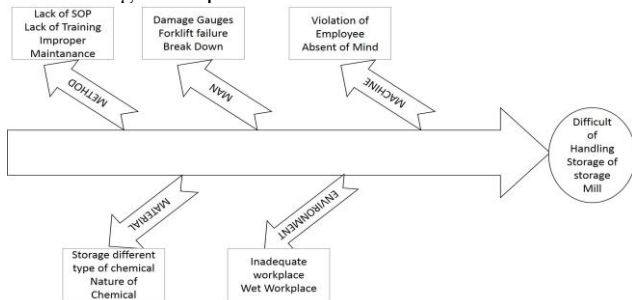 Lack of SOP
Lack of Training
Improper
Maintanance
Damage Gauges
Forklift failure
Break Down
Violation of
Employee
Absent of Mind
METHOD
MAN
MACHINE
Difficult
of
Handling
Storage of
storage
Mill
MATERIAL
ENVIRONMENT
Storage different
type of chemical
Nature of
Chemical
Inadequate
workplace
Wet Workplace